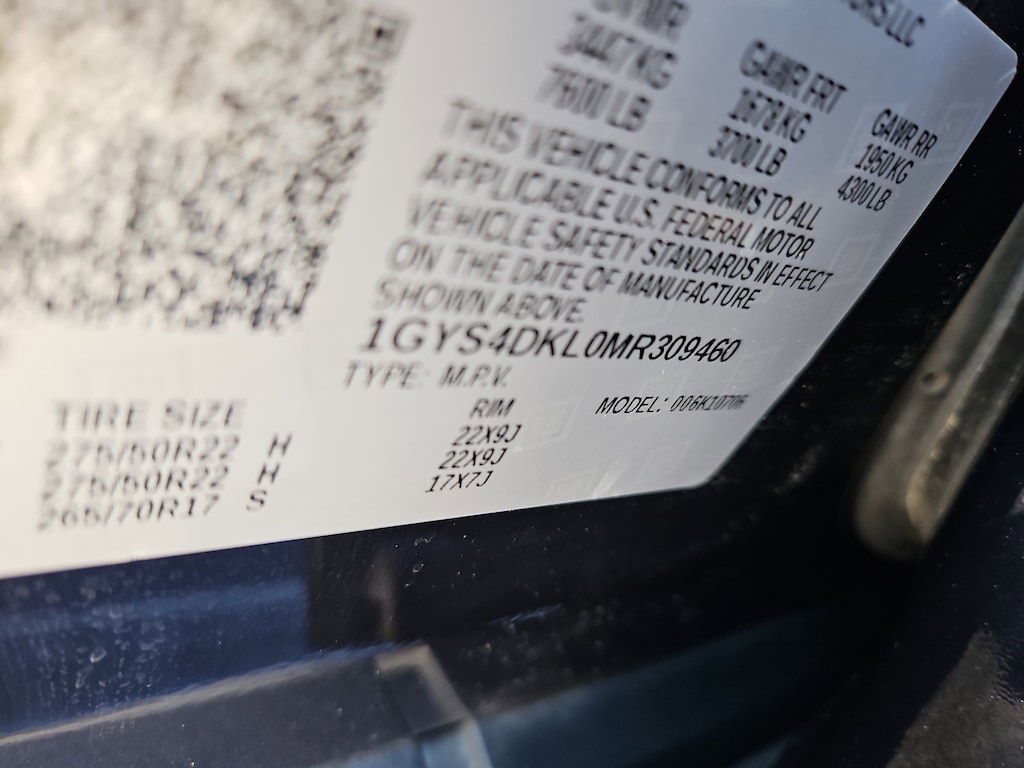 GVWR
3447KG
7600 LB
GAWR FRT
1678 KG
3700 LB
GAWR RR
1950 KG
4300 LB
THIS VEHICLE CONFORMS TO ALL
APPLICABLE U.S. FEDERAL MOTOR
VEHICLE SAFETY STANDARDS IN EFFECT
ON THE DATE OF MANUFACTURE
SHOWN ABOVE.
1GYS4DKL0MR309460
TYPE: M.P.V.
MODEL: 006K10706
TIRE SIZE RIM
275/50R22 H 22X9J
275/50R22 H 22X9J
265/70R17 S 17X7J